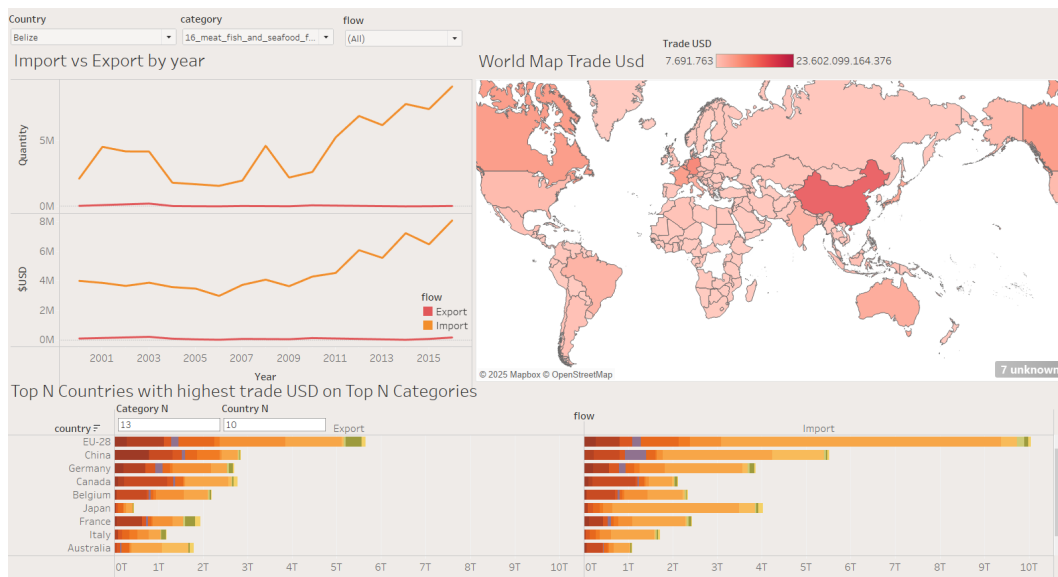 Country
category
flow
Belize
16_meat_fish_and_seafood_f...
(All)
Import vs Export by year
World Map Trade Usd
Trade USD
7.691.763
23.602.099.164.376
Quantity
5M
0M
$USD
8M
6M
4M
2M
0M
flow
Export
Import
2001
2003
2005
2007
2009
2011
2013
2015
Year
© 2025 Mapbox © OpenStreetMap
7 unknown
Top N Countries with highest trade USD on Top N Categories
Category N
Country N
13
10
flow
country
Export
Import
EU-28
China
Germany
Canada
Belgium
Japan
France
Italy
Australia
0T 1T 2T 3T 4T 5T 6T 7T 8T 9T 10T
0T 1T 2T 3T 4T 5T 6T 7T 8T 9T 10T